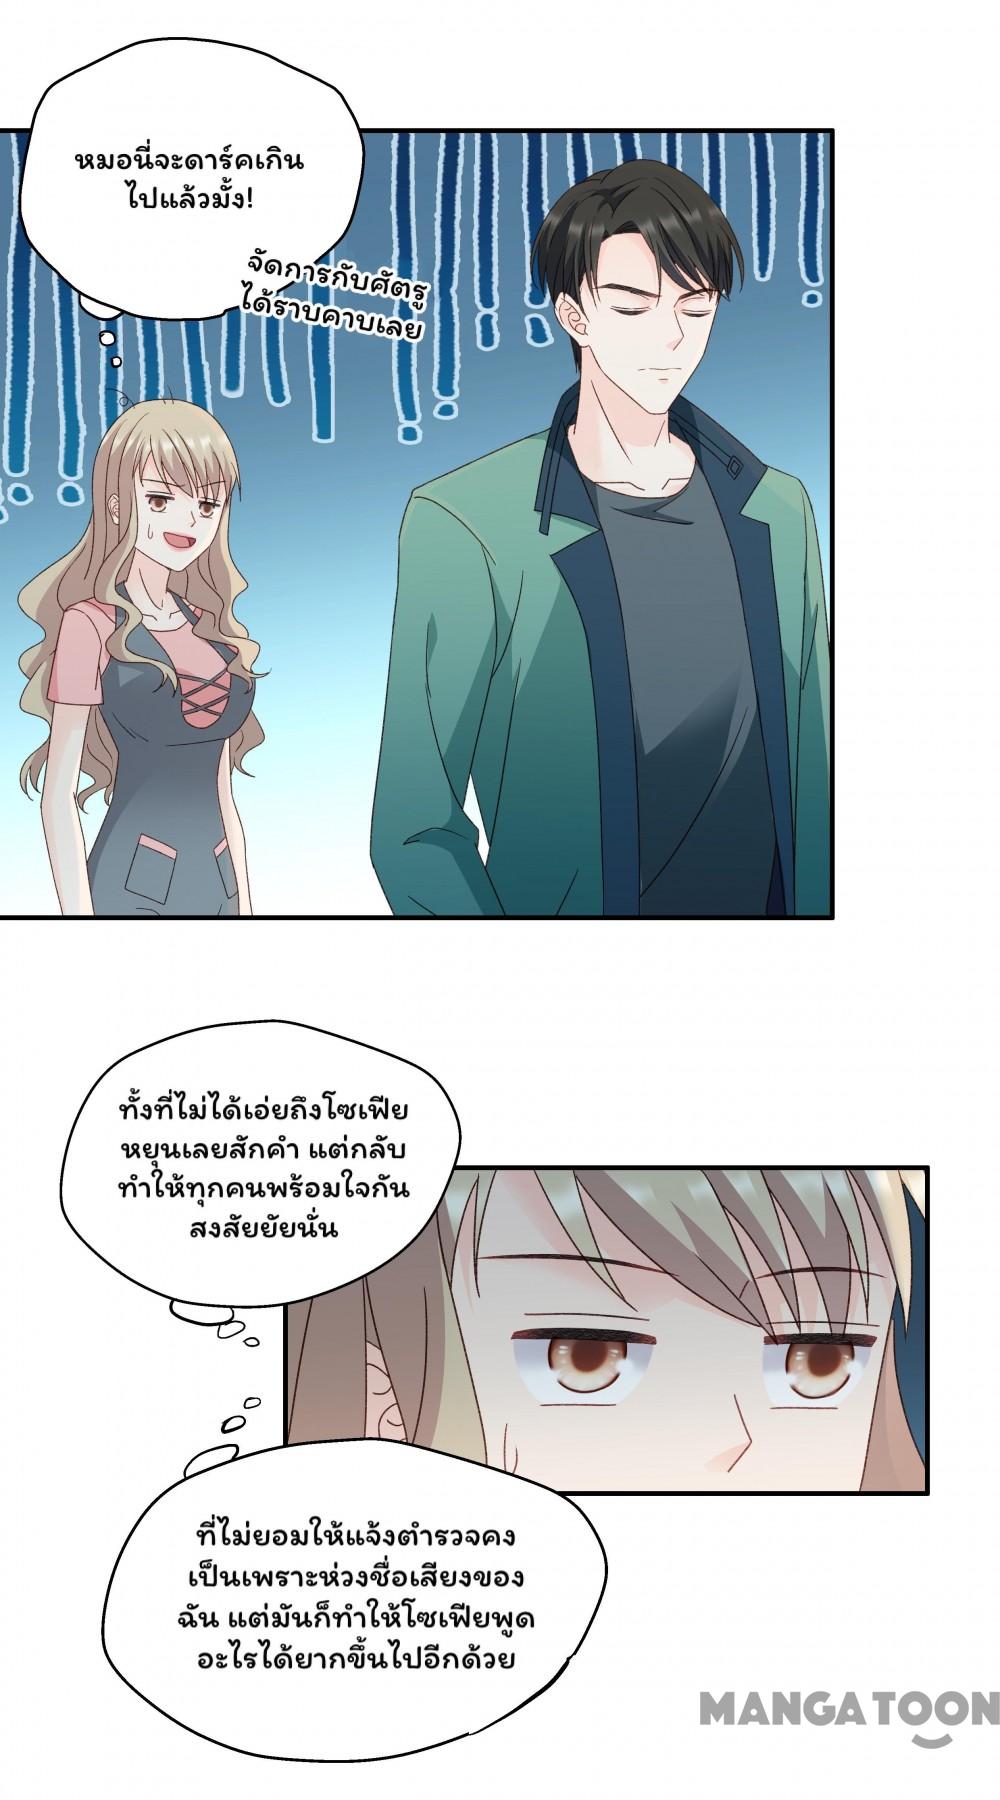 หมอนี่จะดาร์คเกิน
ไปแล้วมั้ง!
จัดการกับศัตรู
ได้ราบคาบเลย
ทั้งที่ไม่ได้เอ่ยถึงโซเฟีย
หยุนเลยสักคำ แต่กลับ
ทำให้ทุกคนพร้อมใจกัน
สงสัยยัยนั่น
ที่ไม่ยอมให้แจ้งตำรวจคง
เป็นเพราะห่วงชื่อเสียงของ
ฉัน แต่มันก็ทำให้โซเฟียพูด
อะไรได้ยากขึ้นไปอีกด้วย
MANGATOON